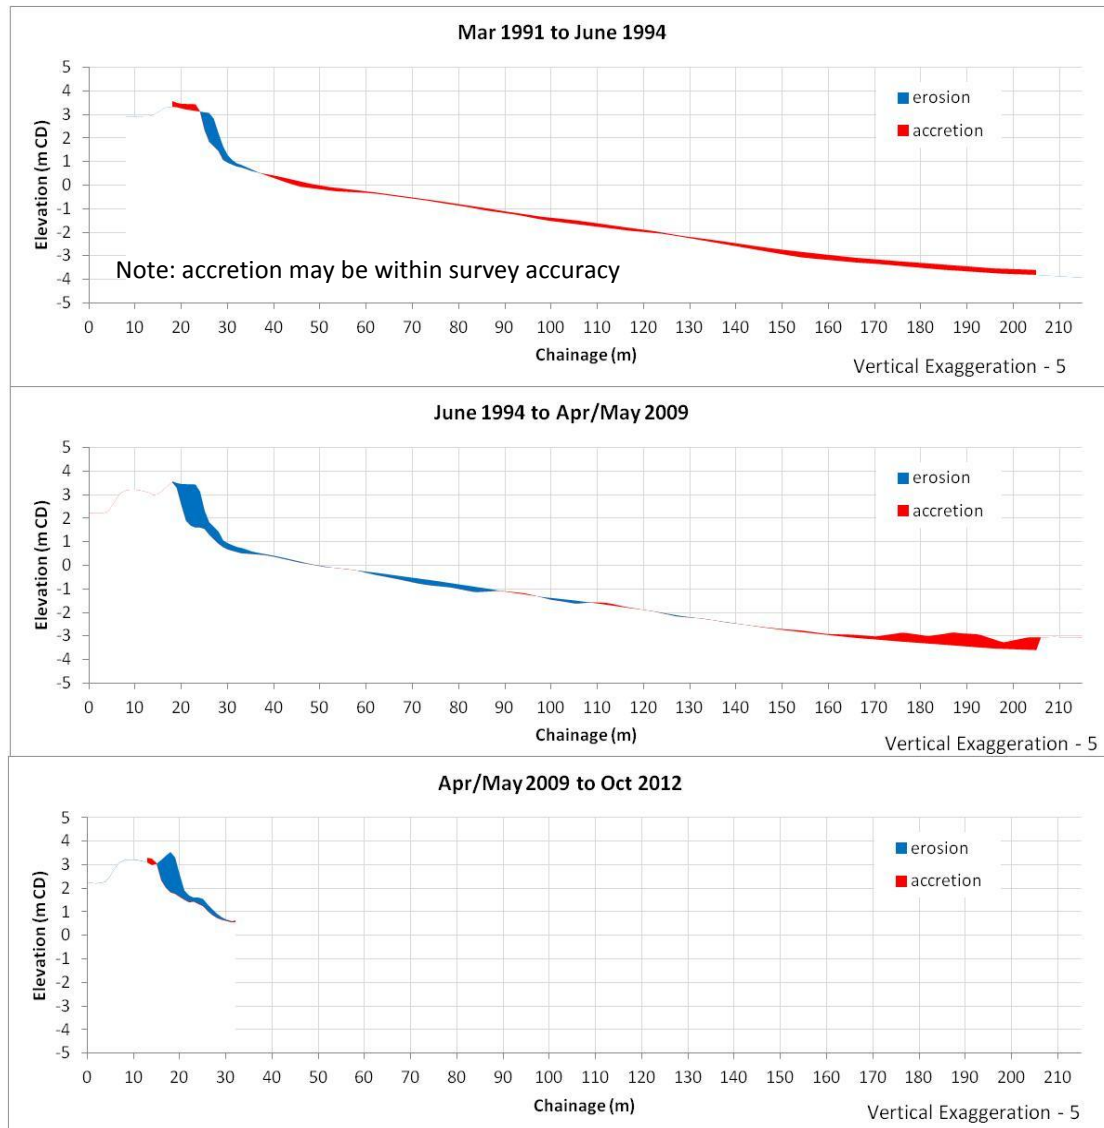 Mar 1991 to June 1994
5
4
3
2
1
0
-1
-2
-3
-4
-5
Elevation (m CD)
erosion
accretion
Note: accretion may be within survey accuracy
0 10 20 30 40 50 60 70 80 90 100 110 120 130 140 150 160 170 180 190 200 210
Chainage (m)
Vertical Exaggeration - 5
June 1994 to Apr/May 2009
5
4
3
2
1
0
-1
-2
-3
-4
-5
Elevation (m CD)
erosion
accretion
0 10 20 30 40 50 60 70 80 90 100 110 120 130 140 150 160 170 180 190 200 210
Chainage (m)
Vertical Exaggeration - 5
Apr/May 2009 to Oct 2012
5
4
3
2
1
0
-1
-2
-3
-4
-5
Elevation (m CD)
erosion
accretion
0 10 20 30 40 50 60 70 80 90 100 110 120 130 140 150 160 170 180 190 200 210
Chainage (m)
Vertical Exaggeration - 5